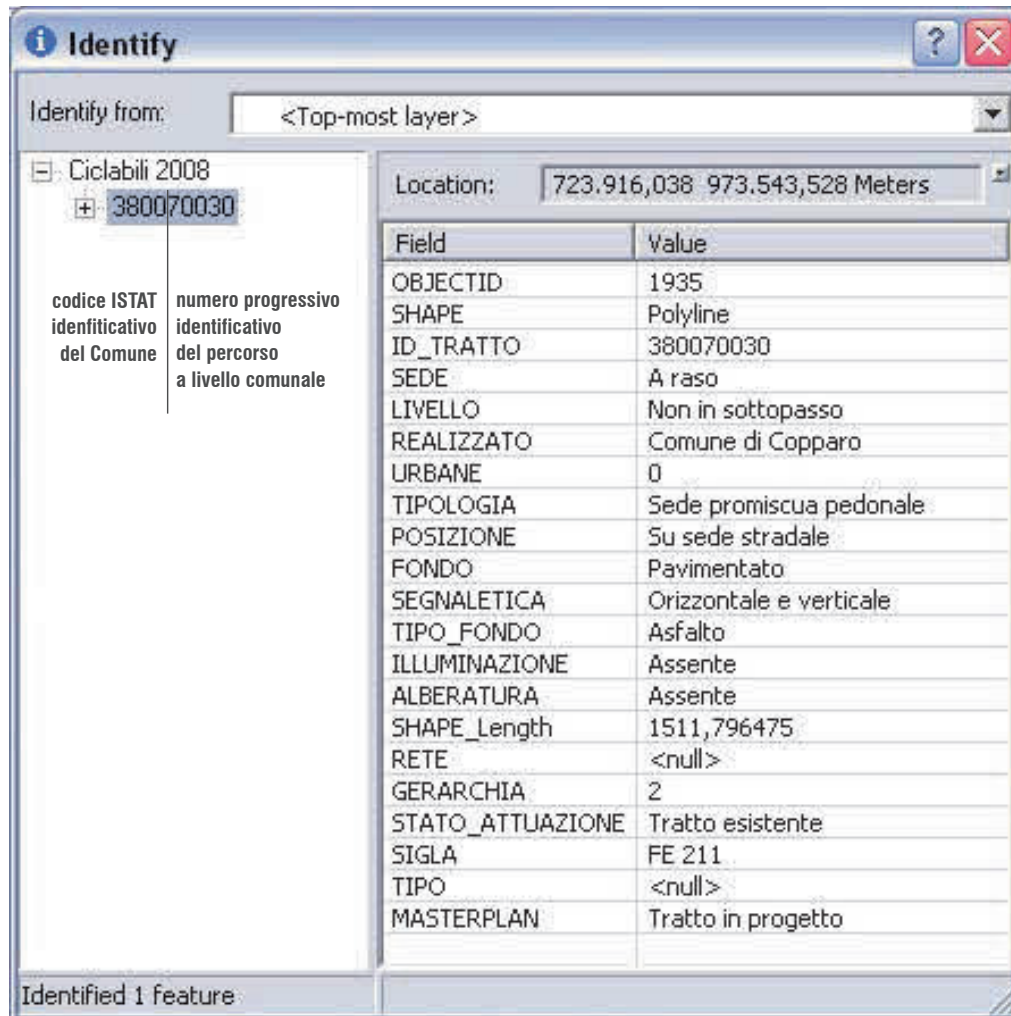 Identify
Identify from: <Top-most layer>
Ciclabili 2008
380070030
codice ISTAT
idenfiticativo
del Comune
numero progressivo
identificativo
del percorso
a livello comunale
Location: 723.916,038 973.543,528 Meters
Field Value
OBJECTID 1935
SHAPE Polyline
ID_TRATTO 380070030
SEDE A raso
LIVELLO Non in sottopasso
REALIZZATO Comune di Copparo
URBANE 0
TIPOLOGIA Sede promiscua pedonale
POSIZIONE Su sede stradale
FONDO Pavimentato
SEGNALETICA Orizzontale e verticale
TIPO_FONDO Asfalto
ILLUMINAZIONE Assente
ALBERATURA Assente
SHAPE_Length 1511,796475
RETE <null>
GERARCHIA 2
STATO_ATTUAZIONE Tratto esistente
SIGLA FE 211
TIPO <null>
MASTERPLAN Tratto in progetto
Identified 1 feature